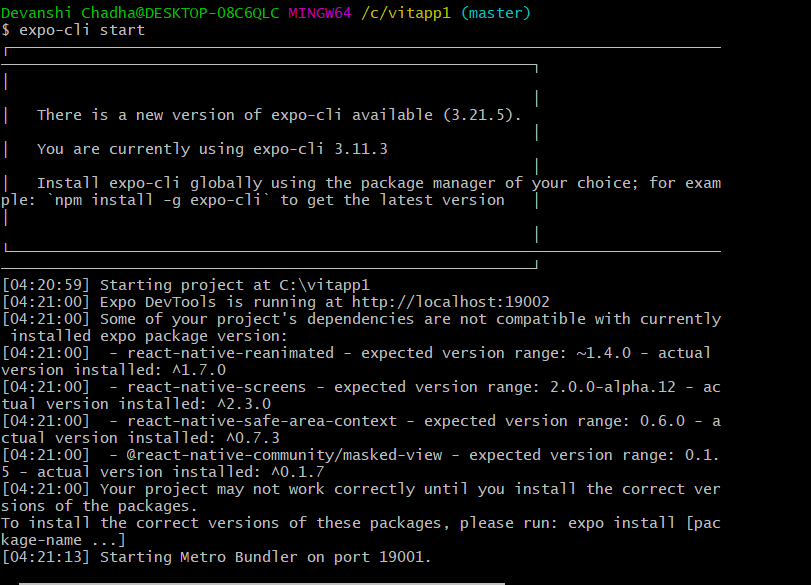 Devanshi Chadha@DESKTOP-08C6QLC MINGW64 /c/vitapp1 (master)
$ expo-cli start
There is a new version of expo-cli available (3.21.5).
You are currently using expo-cli 3.11.3
Install expo-cli globally using the package manager of your choice; for exam
ple: `npm install -g expo-cli` to get the latest version
[04:20:59] Starting project at C:\vitapp1
[04:21:00] Expo DevTools is running at http://localhost:19002
[04:21:00] Some of your project's dependencies are not compatible with currently
 installed expo package version:
[04:21:00]  - react-native-reanimated - expected version range: ~1.4.0 - actual
version installed: ^1.7.0
[04:21:00]  - react-native-screens - expected version range: 2.0.0-alpha.12 - ac
tual version installed: ^2.3.0
[04:21:00]  - react-native-safe-area-context - expected version range: 0.6.0 - a
ctual version installed: ^0.7.3
[04:21:00]  - @react-native-community/masked-view - expected version range: 0.1.
5 - actual version installed: ^0.1.7
[04:21:00] Your project may not work correctly until you install the correct ver
sions of the packages.
To install the correct versions of these packages, please run: expo install [pac
kage-name ...]
[04:21:13] Starting Metro Bundler on port 19001.